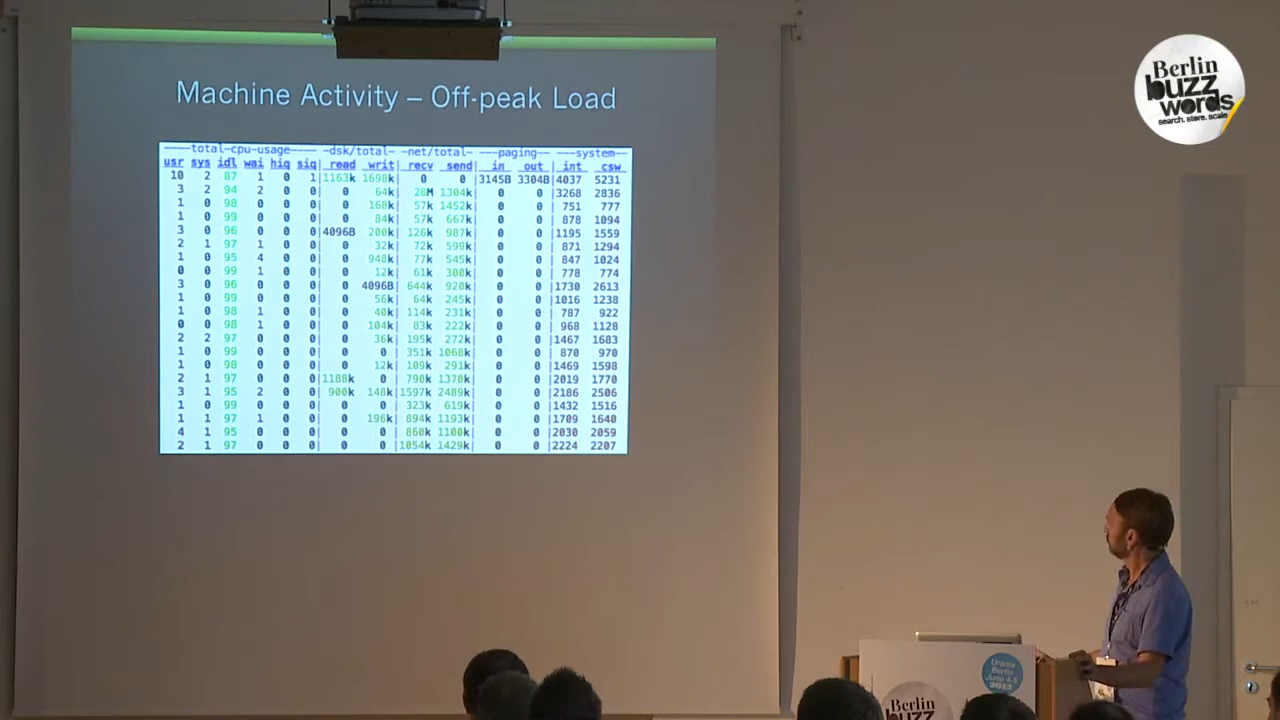 Machine Activity – Off-peak Load
----total-cpu-usage---- -dsk/total- -net/total- ---paging-- ---system--
usr sys idl wai hiq siq| read writ| recv send| in out | int csw
10 2 87 1 0 1|1163k 1698k| 0 0 |3145B 3304B|4037 5231
3 2 94 2 0 0| 0 64k| 28M 1304k| 0 0 |3268 2836
1 0 98 0 0 0| 0 168k| 57k 1452k| 0 0 | 751 777
1 0 99 0 0 0| 0 84k| 57k 667k| 0 0 | 878 1094
3 0 96 0 0 0|4096B 200k| 126k 987k| 0 0 |1195 1559
2 1 97 1 0 0| 0 32k| 72k 599k| 0 0 | 871 1294
1 0 95 4 0 0| 0 948k| 77k 545k| 0 0 | 847 1024
0 0 99 1 0 0| 0 12k| 61k 300k| 0 0 | 778 774
3 0 96 0 0 0| 0 4096B| 644k 920k| 0 0 |1730 2613
1 0 99 0 0 0| 0 56k| 64k 245k| 0 0 |1016 1238
1 0 98 1 0 0| 0 40k| 114k 231k| 0 0 | 787 922
0 0 98 1 0 0| 0 104k| 83k 222k| 0 0 | 968 1128
2 2 97 0 0 0| 0 36k| 195k 272k| 0 0 |1467 1683
1 0 99 0 0 0| 0 0 | 351k 1068k| 0 0 | 870 970
1 0 98 1 0 0| 0 12k| 109k 291k| 0 0 |1469 1598
2 1 97 0 0 0|1188k 0 | 790k 1370k| 0 0 |2019 1770
3 1 95 2 0 0| 900k 148k|1597k 2489k| 0 0 |2186 2506
1 0 99 0 0 0| 0 0 | 323k 619k| 0 0 |1432 1516
1 1 97 1 0 0| 0 196k| 894k 1193k| 0 0 |1709 1640
4 1 95 0 0 0| 0 0 | 860k 1100k| 0 0 |2030 2059
2 1 97 0 0 0| 0 0 |1054k 1429k| 0 0 |2224 2207
Berlin
buzz
words
search. store. scale
Urania
Berlin
June 4-5
2012
Berlin
buzz